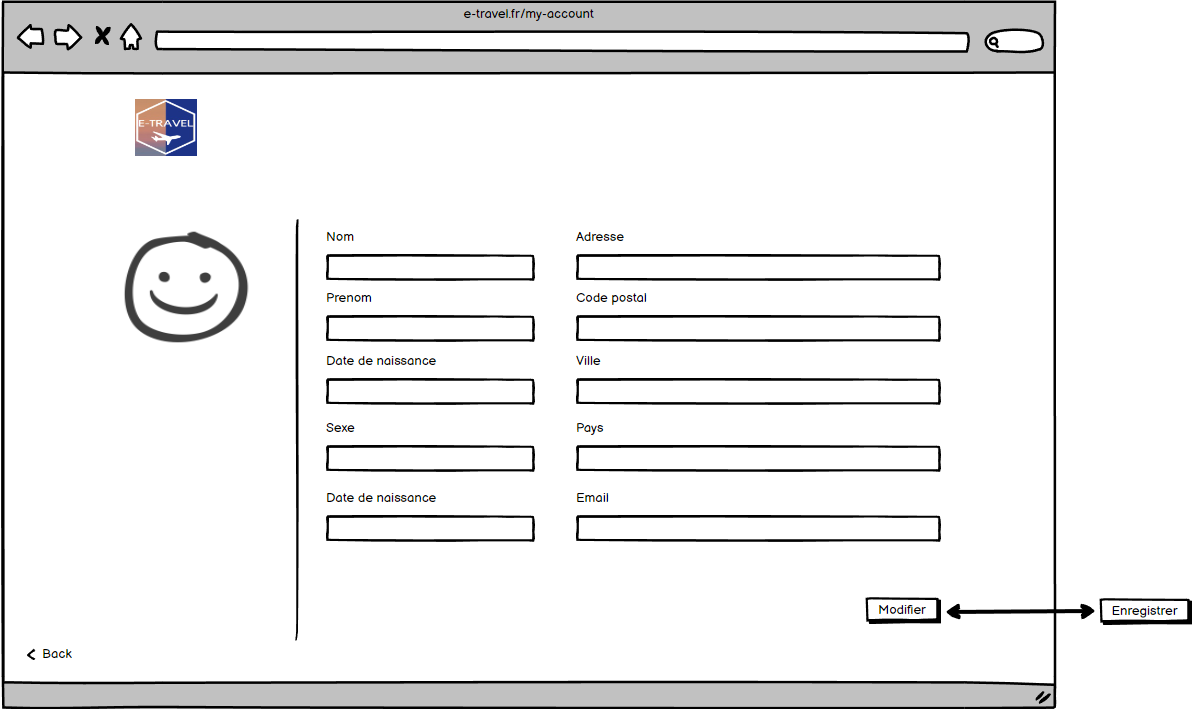 e-travel.fr/my-account
E-TRAVEL
Nom
Adresse
Prenom
Code postal
Date de naissance
Ville
Sexe
Pays
Date de naissance
Email
Modifier
Enregistrer
Back